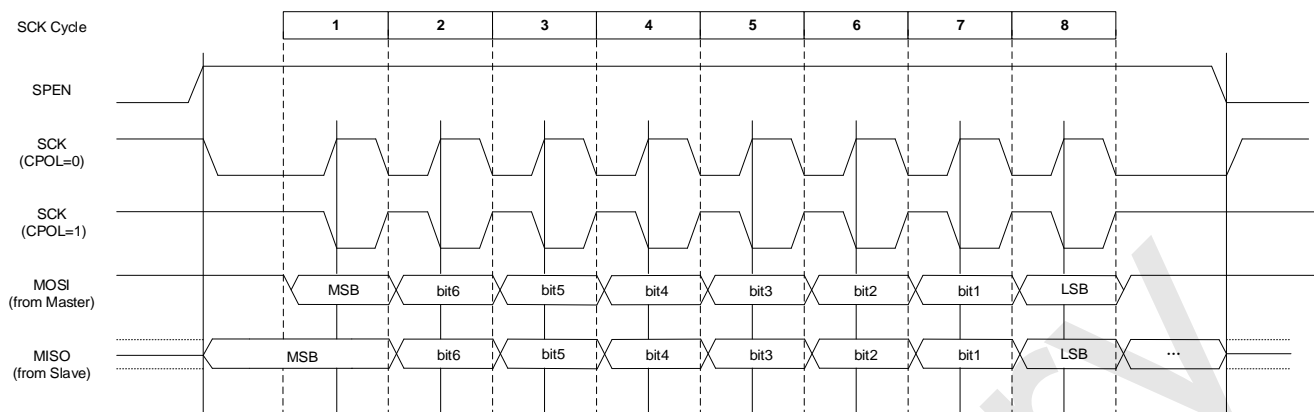 SCK Cycle 1 2 3 4 5 6 7 8
SPEN
SCK
(CPOL=0)
SCK
(CPOL=1)
MOSI
(from Master)
MSB bit6 bit5 bit4 bit3 bit2 bit1 LSB
MISO
(from Slave)
MSB bit6 bit5 bit4 bit3 bit2 bit1 LSB ...